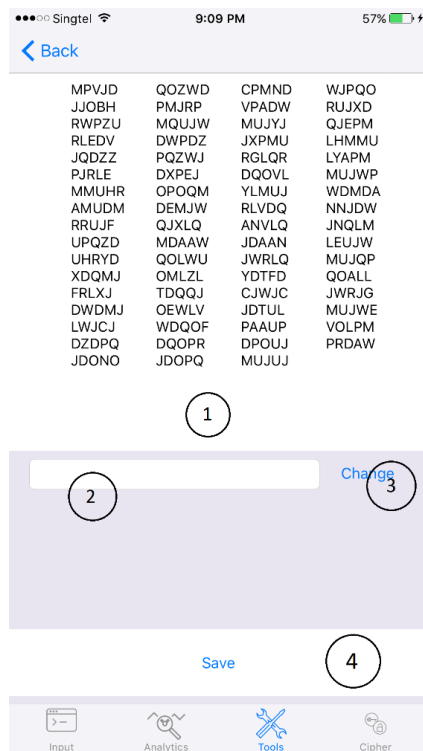 Singtel 9:09 PM 57%
Back
MPVJD QOZWD CPMND WJPQO
JJOBH PMJRP VPADW RUJXD
RWPZU MQUJW MUJYJ QJEPM
RLEDV DWPDZ JXPMU LHMMU
JQDZZ PQZWJ RGLQR LYAPM
PJRLE DXPEJ DQOVL MUJWP
MMUHR OPOQM YLMUJ WDMDA
AMUDM DEMJW RLVDQ NNJDW
RRUJF QJXLQ ANVLQ JNQLM
UPQZD MDAAW JDAAN LEUJW
UHRYD QOLWU JWRLQ MUJQP
XDQMJ OMLZL YDTFD QOALL
FRLXJ TDQQJ CJWJC JWRJG
DWDMJ OEWLV JDTUL MUJWE
LWJCJ WDQOF PAAUP VOLPM
DZDPQ DQOPR DPOUJ PRDAW
JDONO JDOPQ MUJUJ
1
Change
2 3
Save 4
Input Analytics Tools Cipher